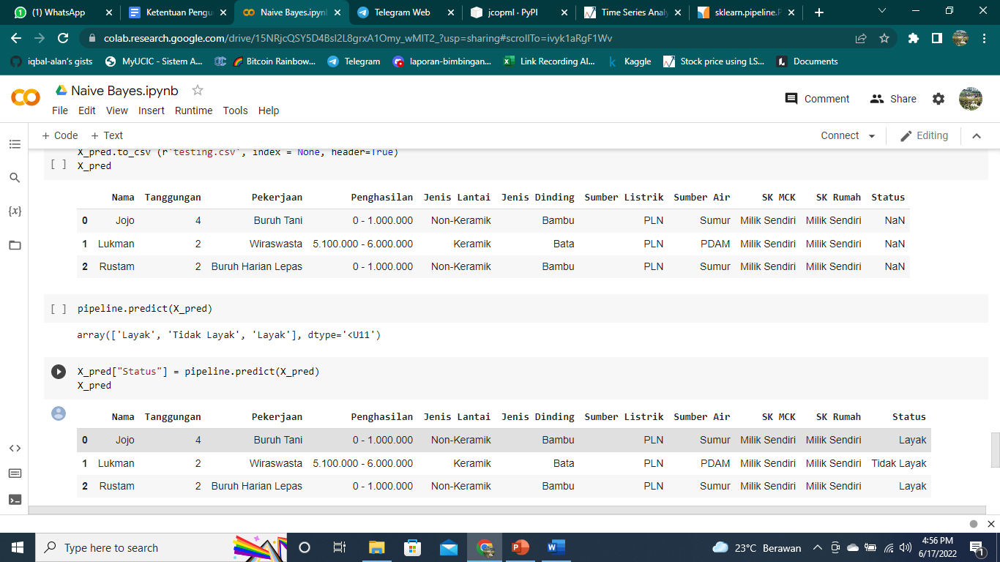 (1) WhatsApp
Ketentuan Pengu
Naive Bayes.ipynl
Telegram Web
jcopml · PyPI
Time Series Anal
sklearn.pipeline.P
colab.research.google.com/drive/15NRjcQSY5D4Bsl2L8grxA1Omy_wMIT2_?usp=sharing#scrollTo=ivyk1aRgF1Wv
iqbal-alan's gists
MyUCIC - Sistem A...
Bitcoin Rainbow...
Telegram
laporan-bimbingan...
Link Recording Al...
Kaggle
Stock price using LS...
Documents
Naive Bayes.ipynb
Comment
Share
File Edit View Insert Runtime Tools Help
+ Code + Text
Connect
Editing
X_pred.to_csv (r'testing.csv', index = None, header=True)
[ ] X_pred
Nama Tanggungan Pekerjaan Penghasilan Jenis Lantai Jenis Dinding Sumber Listrik Sumber Air SK MCK SK Rumah Status
0 Jojo 4 Buruh Tani 0 - 1.000.000 Non-Keramik Bambu PLN Sumur Milik Sendiri Milik Sendiri NaN
1 Lukman 2 Wiraswasta 5.100.000 - 6.000.000 Keramik Bata PLN PDAM Milik Sendiri Milik Sendiri NaN
2 Rustam 2 Buruh Harian Lepas 0 - 1.000.000 Non-Keramik Bambu PLN Sumur Milik Sendiri Milik Sendiri NaN
[ ] pipeline.predict(X_pred)
array(['Layak', 'Tidak Layak', 'Layak'], dtype='<U11')
X_pred["Status"] = pipeline.predict(X_pred)
X_pred
Nama Tanggungan Pekerjaan Penghasilan Jenis Lantai Jenis Dinding Sumber Listrik Sumber Air SK MCK SK Rumah Status
0 Jojo 4 Buruh Tani 0 - 1.000.000 Non-Keramik Bambu PLN Sumur Milik Sendiri Milik Sendiri Layak
1 Lukman 2 Wiraswasta 5.100.000 - 6.000.000 Keramik Bata PLN PDAM Milik Sendiri Milik Sendiri Tidak Layak
2 Rustam 2 Buruh Harian Lepas 0 - 1.000.000 Non-Keramik Bambu PLN Sumur Milik Sendiri Milik Sendiri Layak
Type here to search
23°C Berawan
4:56 PM
6/17/2022
1